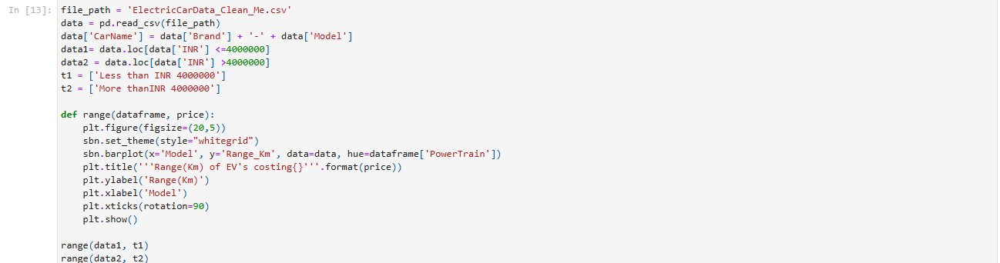 In [13]: file_path = 'ElectricCarData_Clean_Me.csv'
data = pd.read_csv(file_path)
data['CarName'] = data['Brand'] + '-' + data['Model']
data1= data.loc[data['INR'] <=4000000]
data2 = data.loc[data['INR'] >4000000]
t1 = ['Less than INR 4000000']
t2 = ['More thanINR 4000000']

def range(dataframe, price):
    plt.figure(figsize=(20,5))
    sbn.set_theme(style="whitegrid")
    sbn.barplot(x='Model', y='Range_Km', data=data, hue=dataframe['PowerTrain'])
    plt.title('''Range(Km) of EV's costing{}'''.format(price))
    plt.ylabel('Range(Km)')
    plt.xlabel('Model')
    plt.xticks(rotation=90)
    plt.show()

range(data1, t1)
range(data2, t2)